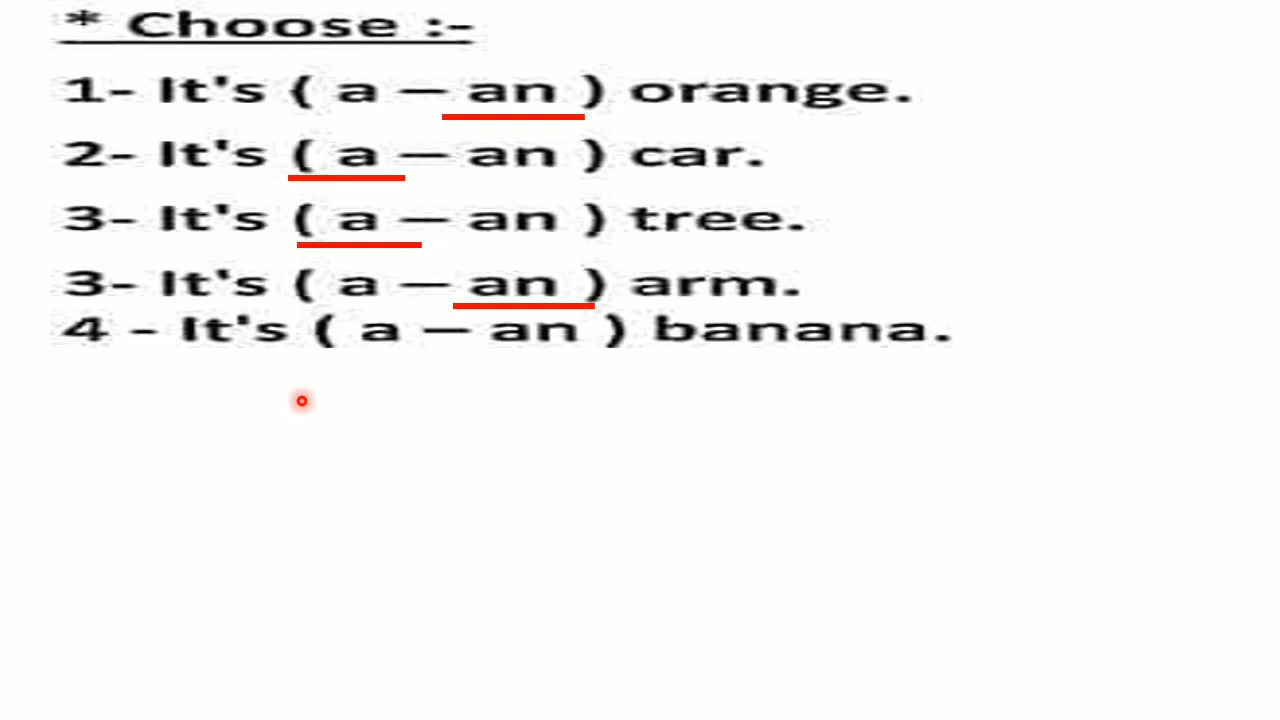 * Choose :-
1- It's ( a – an ) orange.
2- It's ( a – an ) car.
3- It's ( a – an ) tree.
3- It's ( a – an ) arm.
4 - It's ( a – an ) banana.